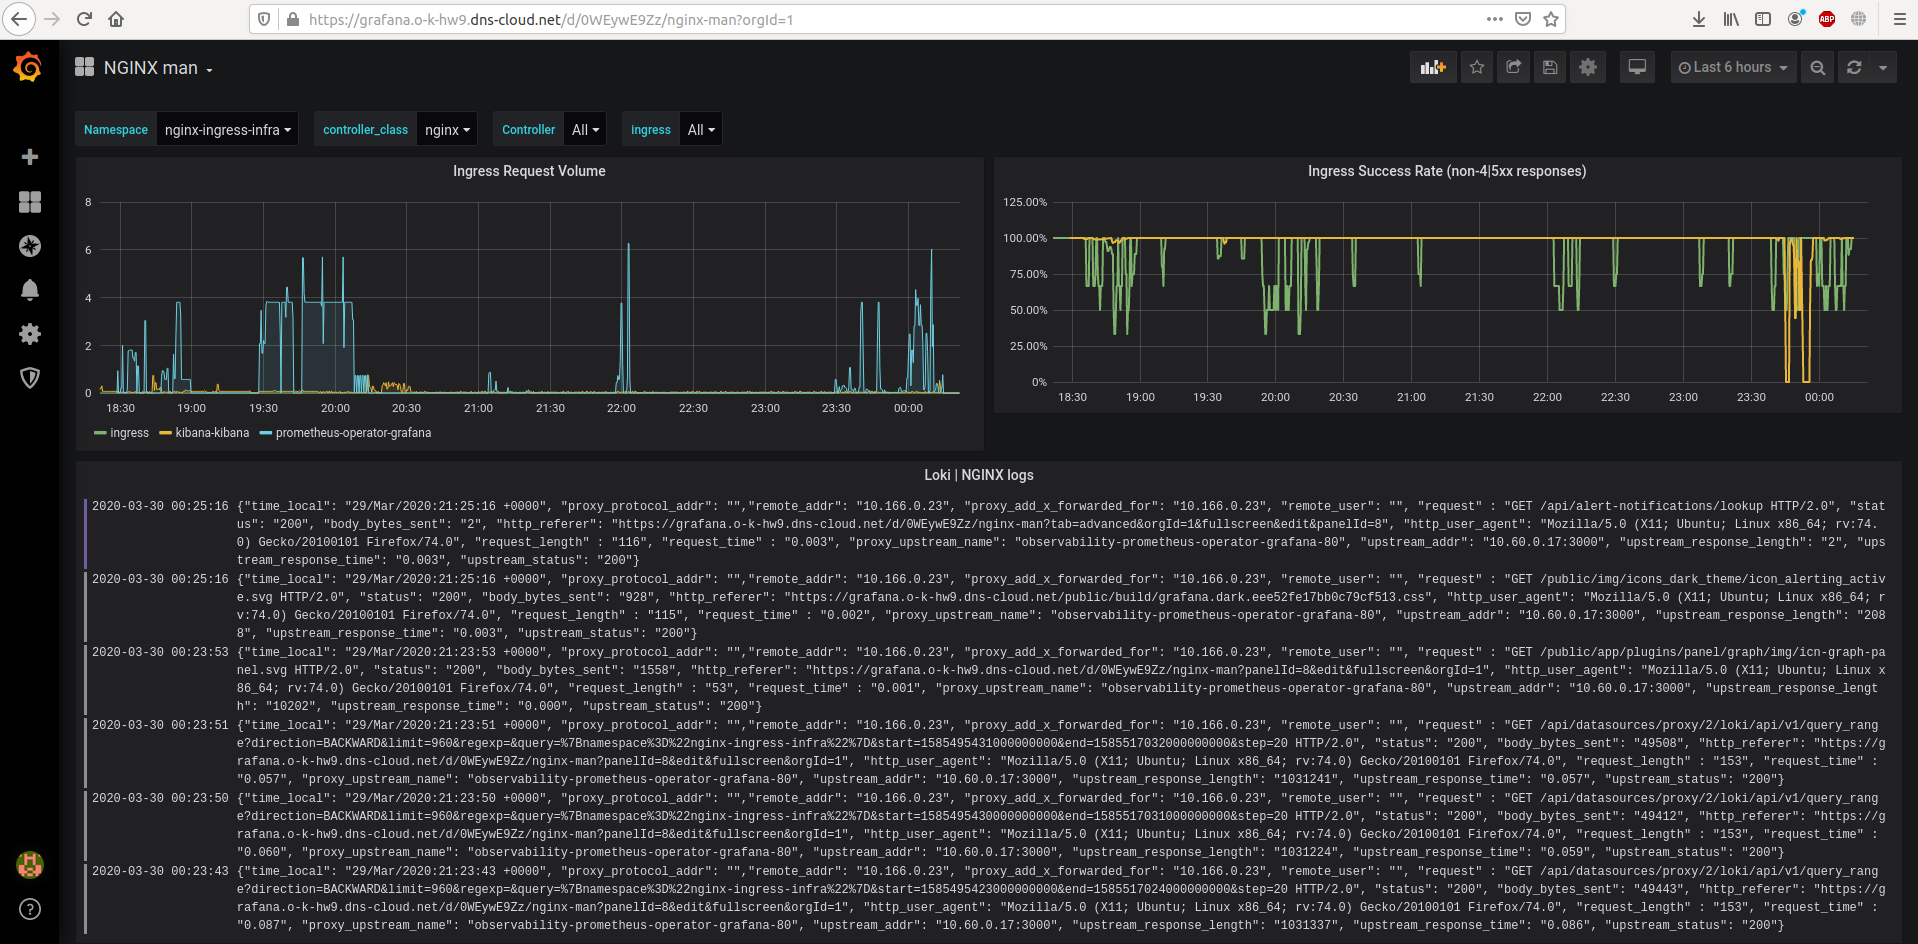 https://grafana.o-k-hw9.dns-cloud.net/d/0WEywE9Zz/nginx-man?orgId=1
ABP
NGINX man
Last 6 hours
Namespace nginx-ingress-infra controller_class nginx Controller All ingress All
Ingress Request Volume
8
6
4
2
0
18:30 19:00 19:30 20:00 20:30 21:00 21:30 22:00 22:30 23:00 23:30 00:00
ingress kibana-kibana prometheus-operator-grafana
Ingress Success Rate (non-4|5xx responses)
125.00%
100.00%
75.00%
50.00%
25.00%
0%
18:30 19:00 19:30 20:00 20:30 21:00 21:30 22:00 22:30 23:00 23:30 00:00
Loki | NGINX logs
2020-03-30 00:25:16 {"time_local": "29/Mar/2020:21:25:16 +0000", "proxy_protocol_addr": "","remote_addr": "10.166.0.23", "proxy_add_x_forwarded_for": "10.166.0.23", "remote_user": "", "request" : "GET /api/alert-notifications/lookup HTTP/2.0", "stat
us": "200", "body_bytes_sent": "2", "http_referer": "https://grafana.o-k-hw9.dns-cloud.net/d/0WEywE9Zz/nginx-man?tab=advanced&orgId=1&fullscreen&edit&panelId=8", "http_user_agent": "Mozilla/5.0 (X11; Ubuntu; Linux x86_64; rv:74.
0) Gecko/20100101 Firefox/74.0", "request_length" : "116", "request_time" : "0.003", "proxy_upstream_name": "observability-prometheus-operator-grafana-80", "upstream_addr": "10.60.0.17:3000", "upstream_response_length": "2", "ups
tream_response_time": "0.003", "upstream_status": "200"}
2020-03-30 00:25:16 {"time_local": "29/Mar/2020:21:25:16 +0000", "proxy_protocol_addr": "","remote_addr": "10.166.0.23", "proxy_add_x_forwarded_for": "10.166.0.23", "remote_user": "", "request" : "GET /public/img/icons_dark_theme/icon_alerting_activ
e.svg HTTP/2.0", "status": "200", "body_bytes_sent": "928", "http_referer": "https://grafana.o-k-hw9.dns-cloud.net/public/build/grafana.dark.eee52fe17bb0c79cf513.css", "http_user_agent": "Mozilla/5.0 (X11; Ubuntu; Linux x86_64; r
v:74.0) Gecko/20100101 Firefox/74.0", "request_length" : "115", "request_time" : "0.002", "proxy_upstream_name": "observability-prometheus-operator-grafana-80", "upstream_addr": "10.60.0.17:3000", "upstream_response_length": "208
8", "upstream_response_time": "0.003", "upstream_status": "200"}
2020-03-30 00:23:53 {"time_local": "29/Mar/2020:21:23:53 +0000", "proxy_protocol_addr": "","remote_addr": "10.166.0.23", "proxy_add_x_forwarded_for": "10.166.0.23", "remote_user": "", "request" : "GET /public/app/plugins/panel/graph/img/icn-graph-pa
nel.svg HTTP/2.0", "status": "200", "body_bytes_sent": "1558", "http_referer": "https://grafana.o-k-hw9.dns-cloud.net/d/0WEywE9Zz/nginx-man?panelId=8&edit&fullscreen&orgId=1", "http_user_agent": "Mozilla/5.0 (X11; Ubuntu; Linux x
86_64; rv:74.0) Gecko/20100101 Firefox/74.0", "request_length" : "53", "request_time" : "0.001", "proxy_upstream_name": "observability-prometheus-operator-grafana-80", "upstream_addr": "10.60.0.17:3000", "upstream_response_lengt
h": "10202", "upstream_response_time": "0.000", "upstream_status": "200"}
2020-03-30 00:23:51 {"time_local": "29/Mar/2020:21:23:51 +0000", "proxy_protocol_addr": "","remote_addr": "10.166.0.23", "proxy_add_x_forwarded_for": "10.166.0.23", "remote_user": "", "request" : "GET /api/datasources/proxy/2/loki/api/v1/query_rang
e?direction=BACKWARD&limit=960&regexp=&query=%7Bnamespace%3D%22nginx-ingress-infra%22%7D&start=1585495431000000000&end=1585517032000000000&step=20 HTTP/2.0", "status": "200", "body_bytes_sent": "49508", "http_referer": "https://g
rafana.o-k-hw9.dns-cloud.net/d/0WEywE9Zz/nginx-man?panelId=8&edit&fullscreen&orgId=1", "http_user_agent": "Mozilla/5.0 (X11; Ubuntu; Linux x86_64; rv:74.0) Gecko/20100101 Firefox/74.0", "request_length" : "153", "request_time" :
"0.057", "proxy_upstream_name": "observability-prometheus-operator-grafana-80", "upstream_addr": "10.60.0.17:3000", "upstream_response_length": "1031241", "upstream_response_time": "0.057", "upstream_status": "200"}
2020-03-30 00:23:50 {"time_local": "29/Mar/2020:21:23:50 +0000", "proxy_protocol_addr": "","remote_addr": "10.166.0.23", "proxy_add_x_forwarded_for": "10.166.0.23", "remote_user": "", "request" : "GET /api/datasources/proxy/2/loki/api/v1/query_rang
e?direction=BACKWARD&limit=960&regexp=&query=%7Bnamespace%3D%22nginx-ingress-infra%22%7D&start=1585495430000000000&end=1585517031000000000&step=20 HTTP/2.0", "status": "200", "body_bytes_sent": "49412", "http_referer": "https://g
rafana.o-k-hw9.dns-cloud.net/d/0WEywE9Zz/nginx-man?panelId=8&edit&fullscreen&orgId=1", "http_user_agent": "Mozilla/5.0 (X11; Ubuntu; Linux x86_64; rv:74.0) Gecko/20100101 Firefox/74.0", "request_length" : "153", "request_time" :
"0.060", "proxy_upstream_name": "observability-prometheus-operator-grafana-80", "upstream_addr": "10.60.0.17:3000", "upstream_response_length": "1031224", "upstream_response_time": "0.059", "upstream_status": "200"}
2020-03-30 00:23:43 {"time_local": "29/Mar/2020:21:23:43 +0000", "proxy_protocol_addr": "","remote_addr": "10.166.0.23", "proxy_add_x_forwarded_for": "10.166.0.23", "remote_user": "", "request" : "GET /api/datasources/proxy/2/loki/api/v1/query_rang
e?direction=BACKWARD&limit=960&regexp=&query=%7Bnamespace%3D%22nginx-ingress-infra%22%7D&start=1585495423000000000&end=1585517024000000000&step=20 HTTP/2.0", "status": "200", "body_bytes_sent": "49443", "http_referer": "https://g
rafana.o-k-hw9.dns-cloud.net/d/0WEywE9Zz/nginx-man?panelId=8&edit&fullscreen&orgId=1", "http_user_agent": "Mozilla/5.0 (X11; Ubuntu; Linux x86_64; rv:74.0) Gecko/20100101 Firefox/74.0", "request_length" : "153", "request_time" :
"0.087", "proxy_upstream_name": "observability-prometheus-operator-grafana-80", "upstream_addr": "10.60.0.17:3000", "upstream_response_length": "1031337", "upstream_response_time": "0.086", "upstream_status": "200"}